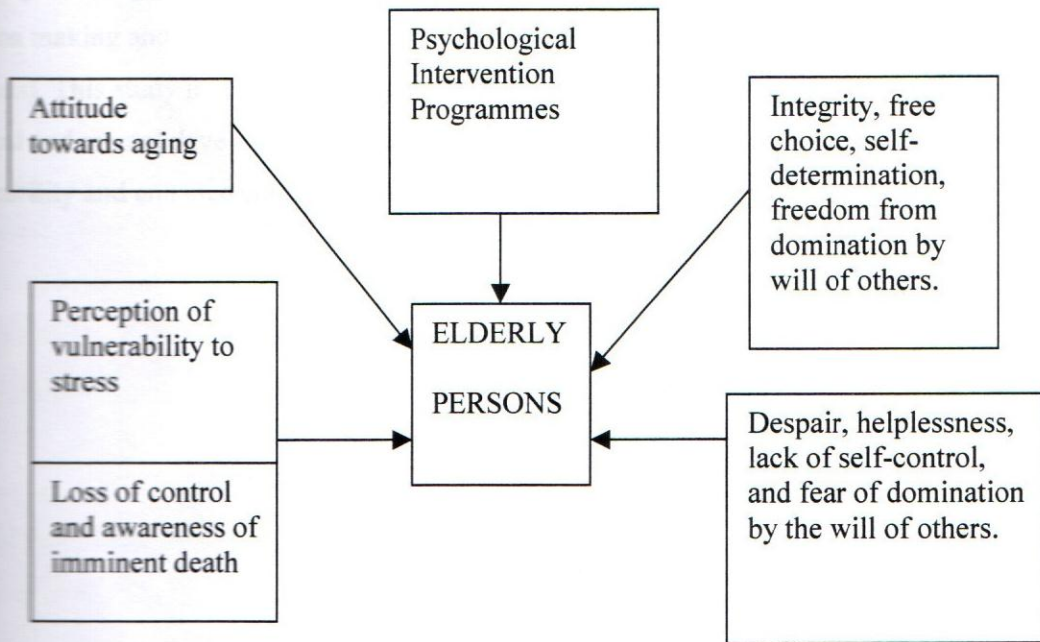 Psychological
Intervention
Programmes
Attitude
towards aging
Integrity, free
choice, self-
determination,
freedom from
domination by
will of others.
Perception of
vulnerability to
stress
ELDERLY
PERSONS
Loss of control
and awareness of
imminent death
Despair, helplessness,
lack of self-control,
and fear of domination
by the will of others.